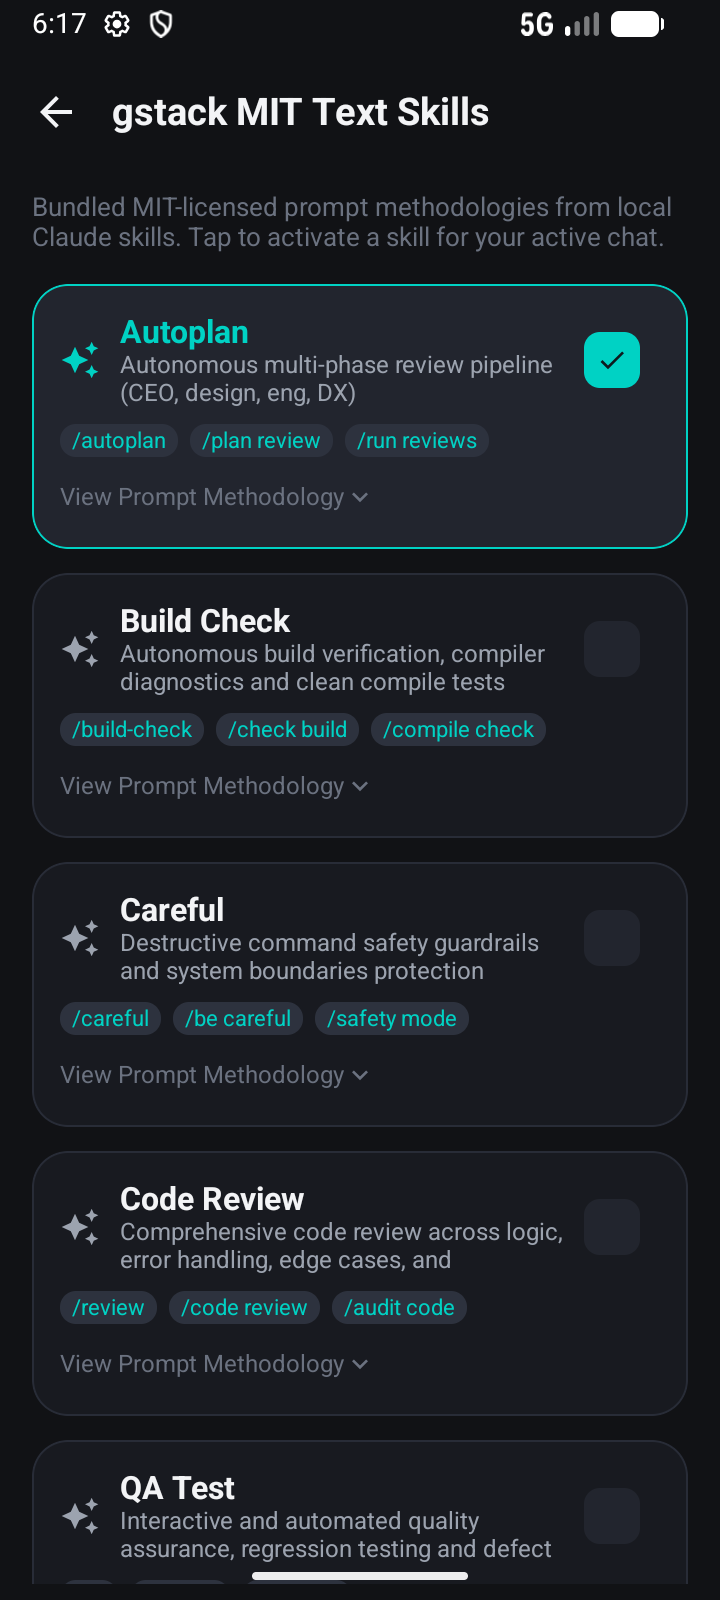 6:17
5G
gstack MIT Text Skills
Bundled MIT-licensed prompt methodologies from local
Claude skills. Tap to activate a skill for your active chat.
Autoplan
Autonomous multi-phase review pipeline
(CEO, design, eng, DX)
/autoplan /plan review /run reviews
View Prompt Methodology
Build Check
Autonomous build verification, compiler
diagnostics and clean compile tests
/build-check /check build /compile check
View Prompt Methodology
Careful
Destructive command safety guardrails
and system boundaries protection
/careful /be careful /safety mode
View Prompt Methodology
Code Review
Comprehensive code review across logic,
error handling, edge cases, and
/review /code review /audit code
View Prompt Methodology
QA Test
Interactive and automated quality
assurance, regression testing and defect